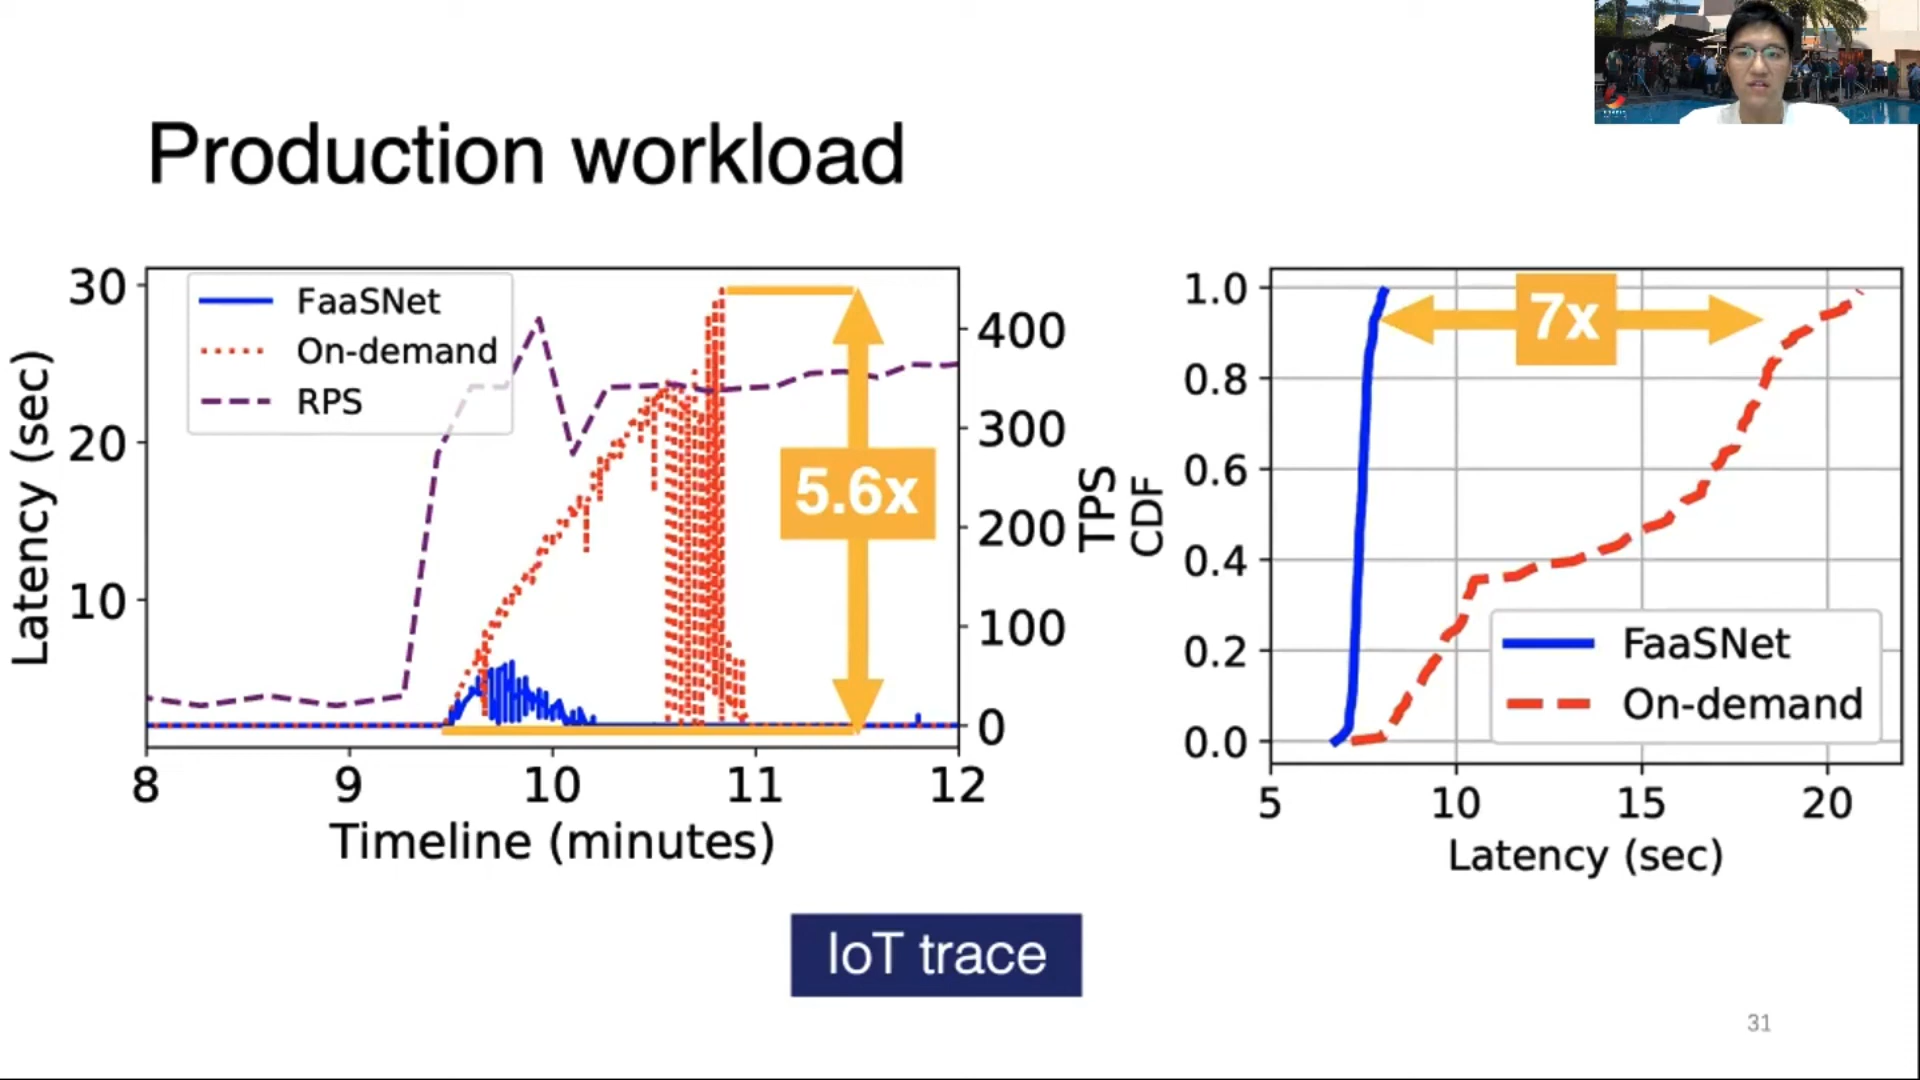 Production workload
30
20
10
Latency (sec)
FaaSNet
On-demand
RPS
5.6x
400
300
200
100
0
TPS
8 9 10 11 12
Timeline (minutes)
CDF
1.0
0.8
0.6
0.4
0.2
0.0
7x
FaaSNet
On-demand
5 10 15 20
Latency (sec)
IoT trace
31